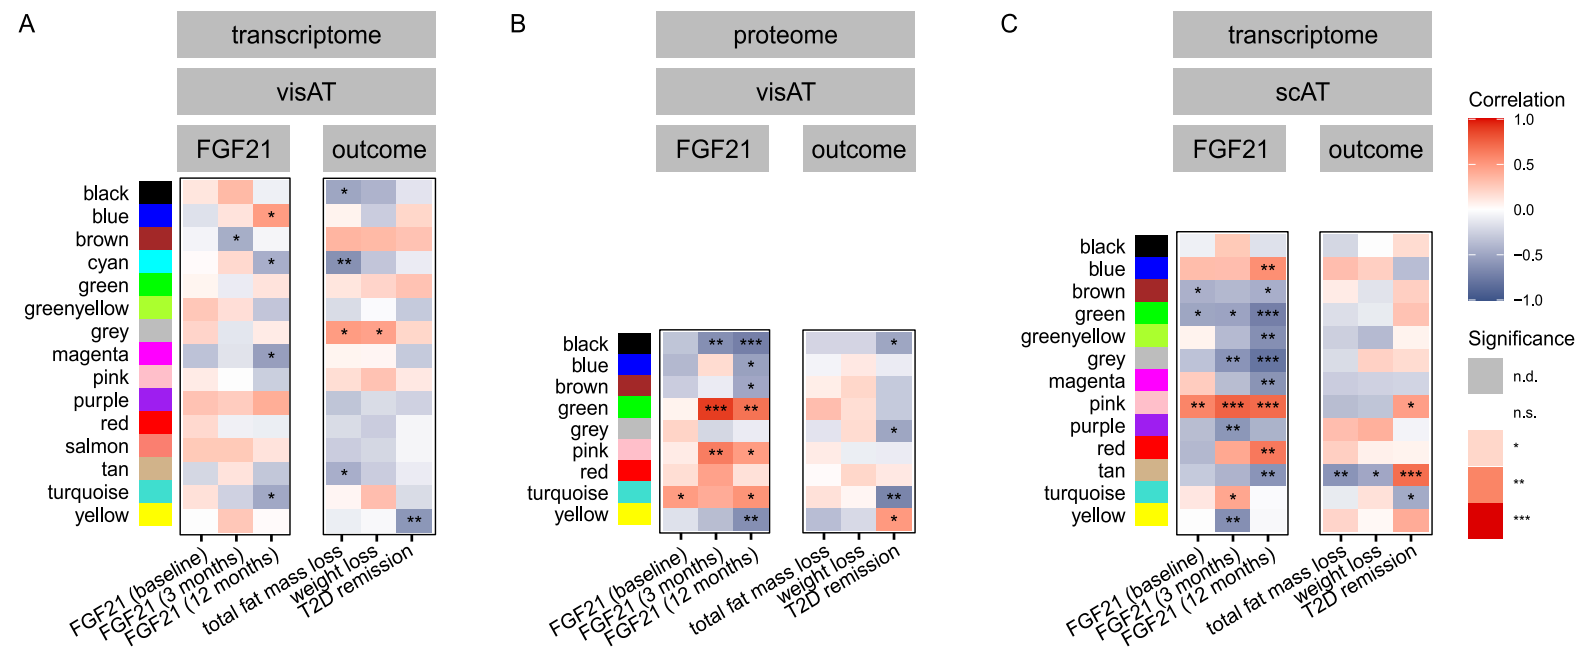 A
transcriptome
visAT
FGF21
outcome
black
*
blue
*
brown
*
cyan
*
**
green
greenyellow
grey
*
*
magenta
*
pink
purple
red
salmon
tan
*
turquoise
*
yellow
**
FGF21 (baseline)
FGF21 (3 months)
FGF21 (12 months)
total fat mass loss
weight loss
T2D remission
B
proteome
visAT
FGF21
outcome
black
**
***
*
blue
*
brown
*
green
***
**
grey
*
pink
**
*
red
turquoise
*
*
**
yellow
**
*
FGF21 (baseline)
FGF21 (3 months)
FGF21 (12 months)
total fat mass loss
weight loss
T2D remission
C
transcriptome
scAT
FGF21
outcome
black
blue
**
brown
*
*
green
*
*
***
greenyellow
**
grey
**
***
magenta
**
pink
**
***
***
*
purple
**
red
**
tan
**
**
*
***
turquoise
*
*
yellow
**
FGF21 (baseline)
FGF21 (3 months)
FGF21 (12 months)
total fat mass loss
weight loss
T2D remission
Correlation
1.0
0.5
0.0
−0.5
−1.0
Significance
n.d.
n.s.
*
**
***